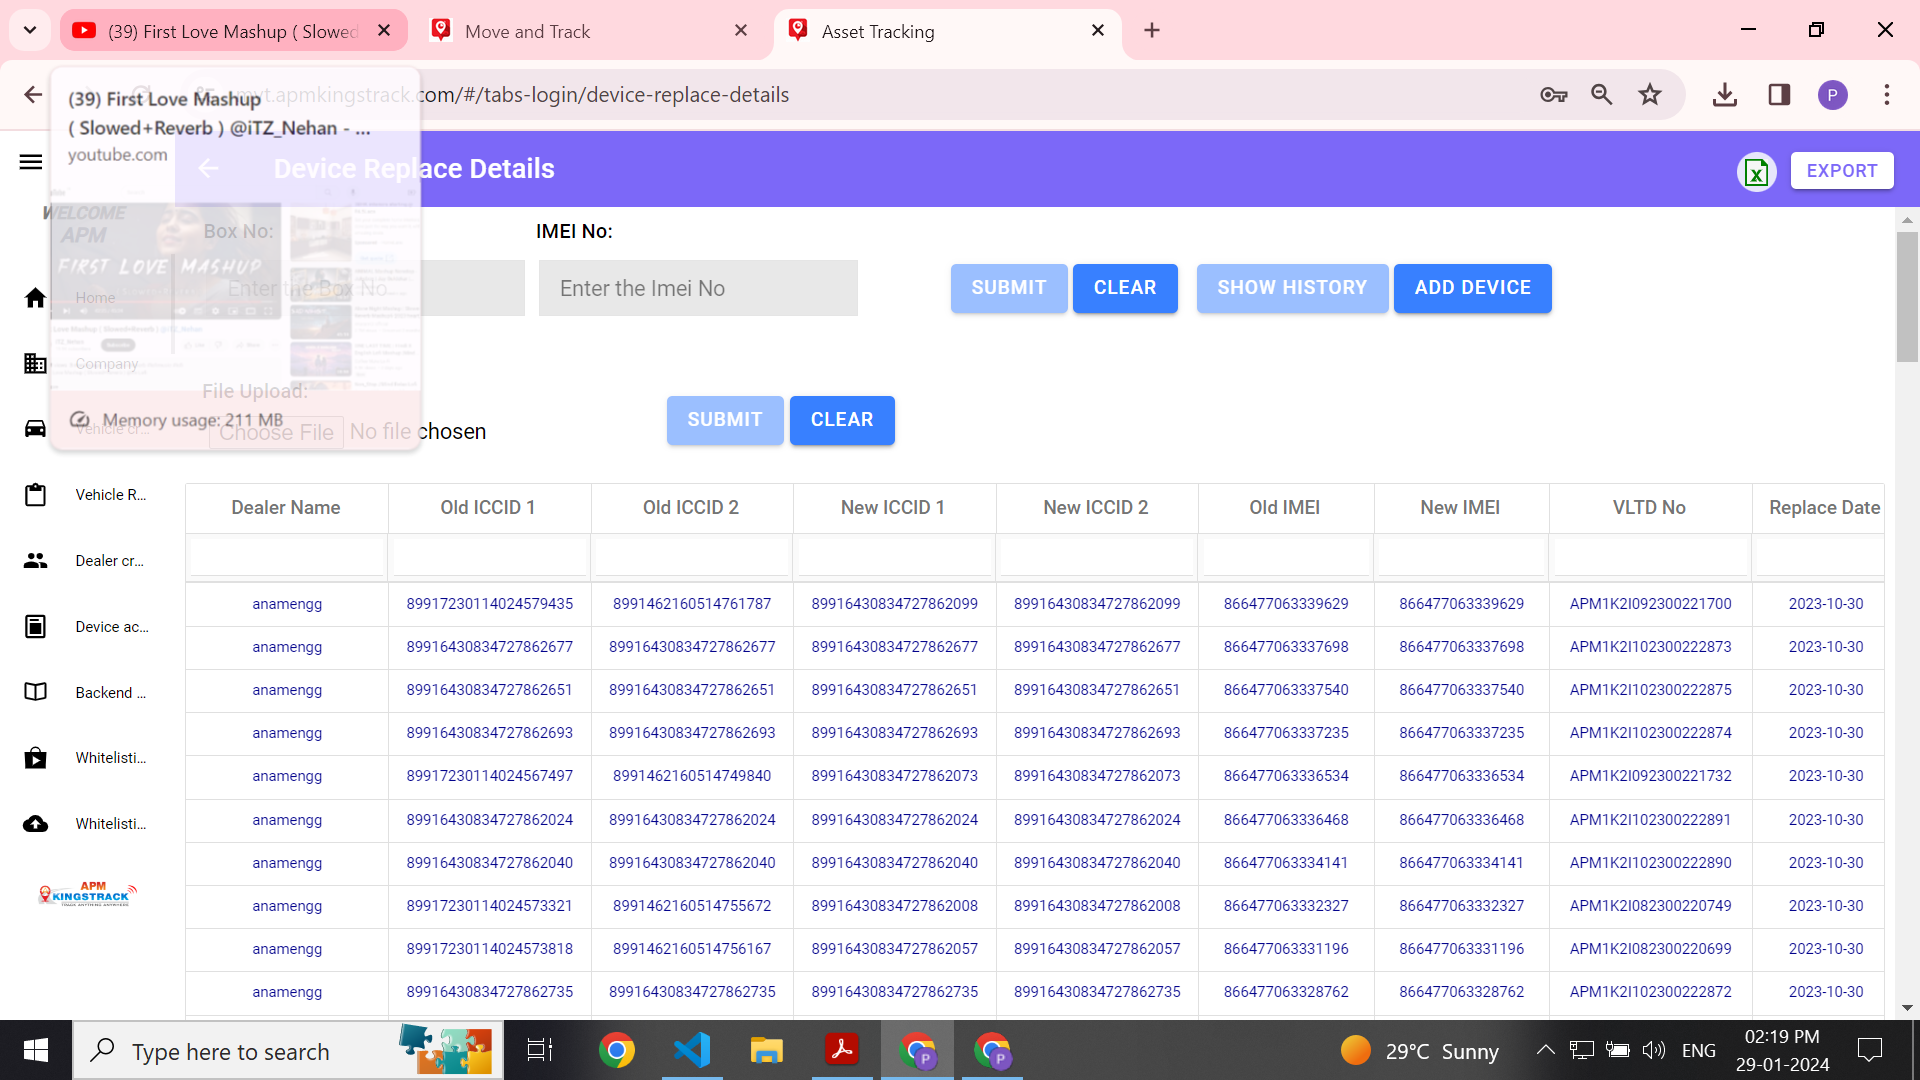 (39) First Love Mashup ( Slowed
Move and Track
Asset Tracking
myt.apmkingstrack.com/#/tabs-login/device-replace-details
P
(39) First Love Mashup
( Slowed+Reverb ) @iTZ_Nehan - ...
youtube.com
Memory usage: 211 MB
Device Replace Details
EXPORT
WELCOME
APM
FIRST LOVE MASHUP
Box No:
IMEI No:
Enter the Box No
Enter the Imei No
SUBMIT
CLEAR
SHOW HISTORY
ADD DEVICE
File Upload:
Choose File No file chosen
SUBMIT
CLEAR
Home
Company
Vehicle cr...
Vehicle R...
Dealer cr...
Device ac...
Backend ...
Whitelisti...
Whitelisti...
APM
KINGSTRACK
TRACK ANYTHING ANYWHERE
Dealer Name Old ICCID 1 Old ICCID 2 New ICCID 1 New ICCID 2 Old IMEI New IMEI VLTD No Replace Date
anamengg 89917230114024579435 8991462160514761787 89916430834727862099 89916430834727862099 866477063339629 866477063339629 APM1K2I092300221700 2023-10-30
anamengg 89916430834727862677 89916430834727862677 89916430834727862677 89916430834727862677 866477063337698 866477063337698 APM1K2I102300222873 2023-10-30
anamengg 89916430834727862651 89916430834727862651 89916430834727862651 89916430834727862651 866477063337540 866477063337540 APM1K2I102300222875 2023-10-30
anamengg 89916430834727862693 89916430834727862693 89916430834727862693 89916430834727862693 866477063337235 866477063337235 APM1K2I102300222874 2023-10-30
anamengg 89917230114024567497 8991462160514749840 89916430834727862073 89916430834727862073 866477063336534 866477063336534 APM1K2I092300221732 2023-10-30
anamengg 89916430834727862024 89916430834727862024 89916430834727862024 89916430834727862024 866477063336468 866477063336468 APM1K2I102300222891 2023-10-30
anamengg 89916430834727862040 89916430834727862040 89916430834727862040 89916430834727862040 866477063334141 866477063334141 APM1K2I102300222890 2023-10-30
anamengg 89917230114024573321 8991462160514755672 89916430834727862008 89916430834727862008 866477063332327 866477063332327 APM1K2I082300220749 2023-10-30
anamengg 89917230114024573818 8991462160514756167 89916430834727862057 89916430834727862057 866477063331196 866477063331196 APM1K2I082300220699 2023-10-30
anamengg 89916430834727862735 89916430834727862735 89916430834727862735 89916430834727862735 866477063328762 866477063328762 APM1K2I102300222872 2023-10-30
Type here to search
29°C Sunny
ENG
02:19 PM
29-01-2024